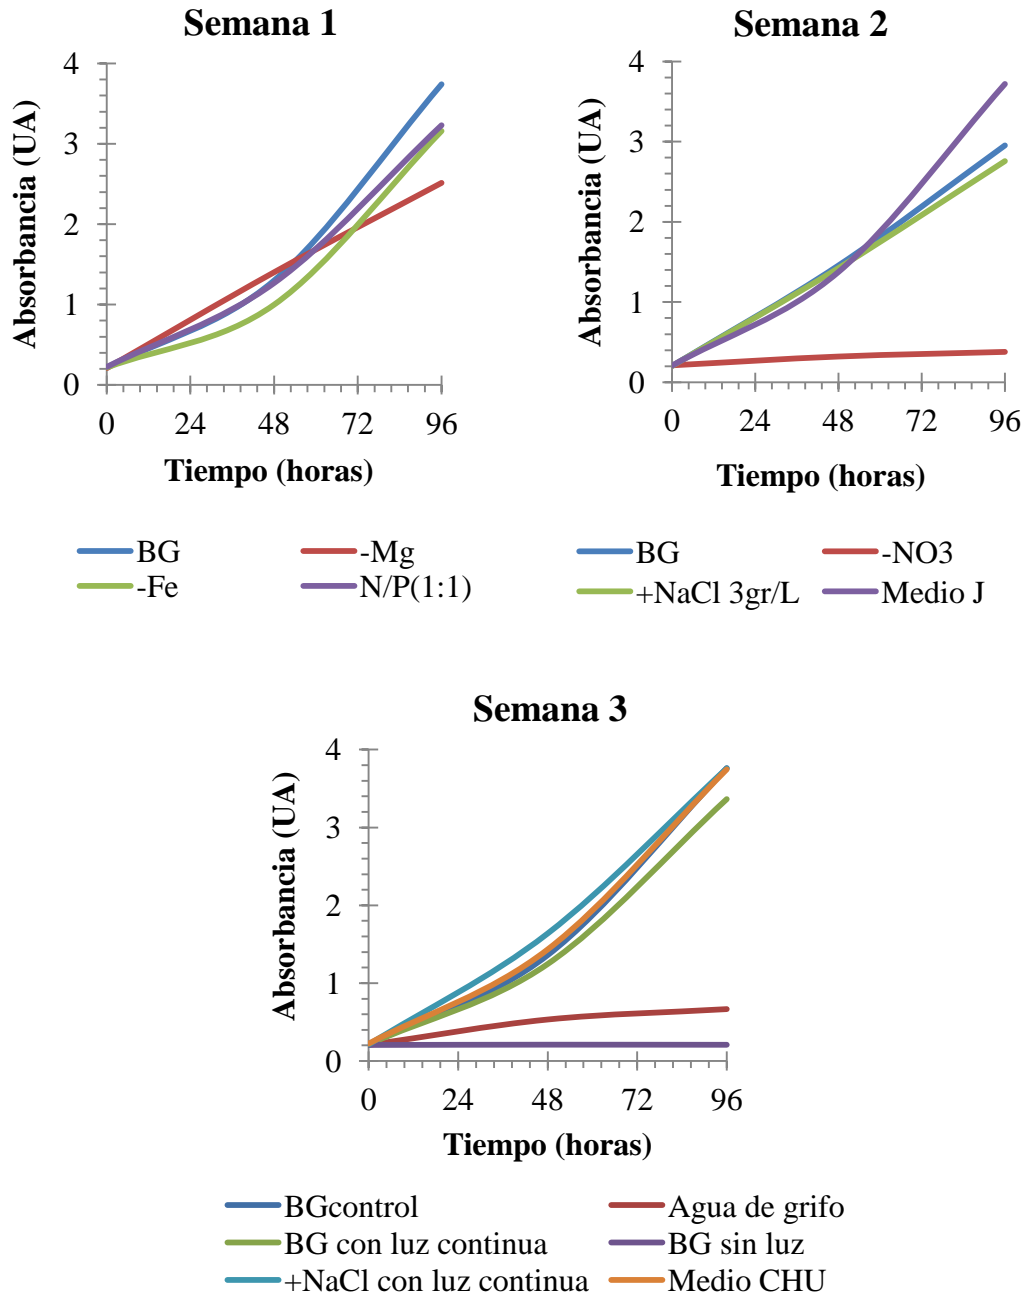 Semana 1
Absorbancia (UA)
4
3
2
1
0
0 24 48 72 96
Tiempo (horas)
BG -Mg
-Fe N/P(1:1)
Semana 2
Absorbancia (UA)
4
3
2
1
0
0 24 48 72 96
Tiempo (horas)
BG -NO3
+NaCl 3gr/L Medio J
Semana 3
Absorbancia (UA)
4
3
2
1
0
0 24 48 72 96
Tiempo (horas)
BGcontrol Agua de grifo
BG con luz continua BG sin luz
+NaCl con luz continua Medio CHU